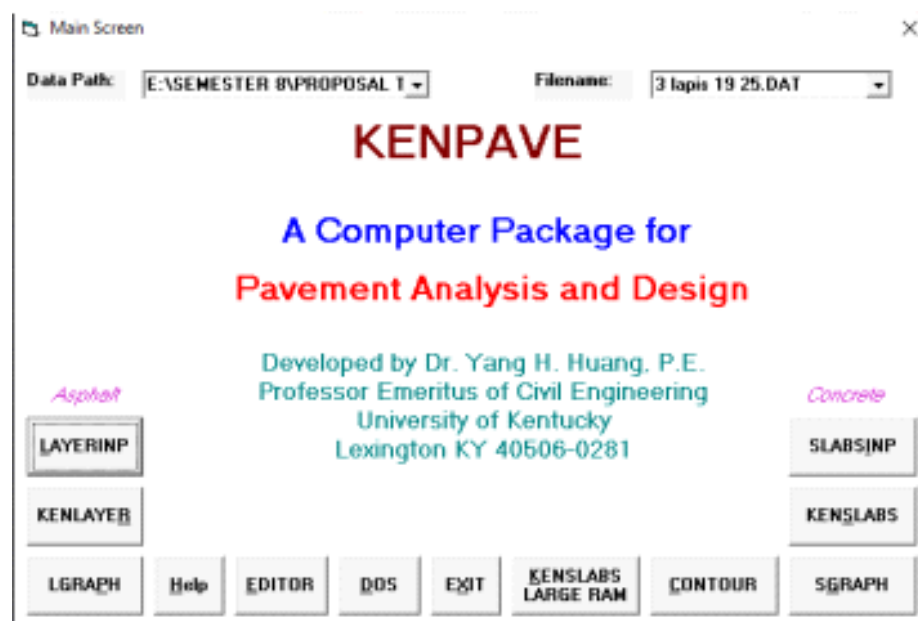 Main Screen
Data Path: E:\SEMESTER 8\PROPOSAL T Filename: 3 lapis 19 25.DAT
KENPAVE
A Computer Package for
Pavement Analysis and Design
Developed by Dr. Yang H. Huang, P.E.
Professor Emeritus of Civil Engineering
University of Kentucky
Lexington KY 40506-0281
Asphalt
Concrete
LAYERINP
SLABSINP
KENLAYER
KENSLABS
LGRAPH
Help
EDITOR
DOS
EXIT
KENSLABS
LARGE RAM
CONTOUR
SGRAPH